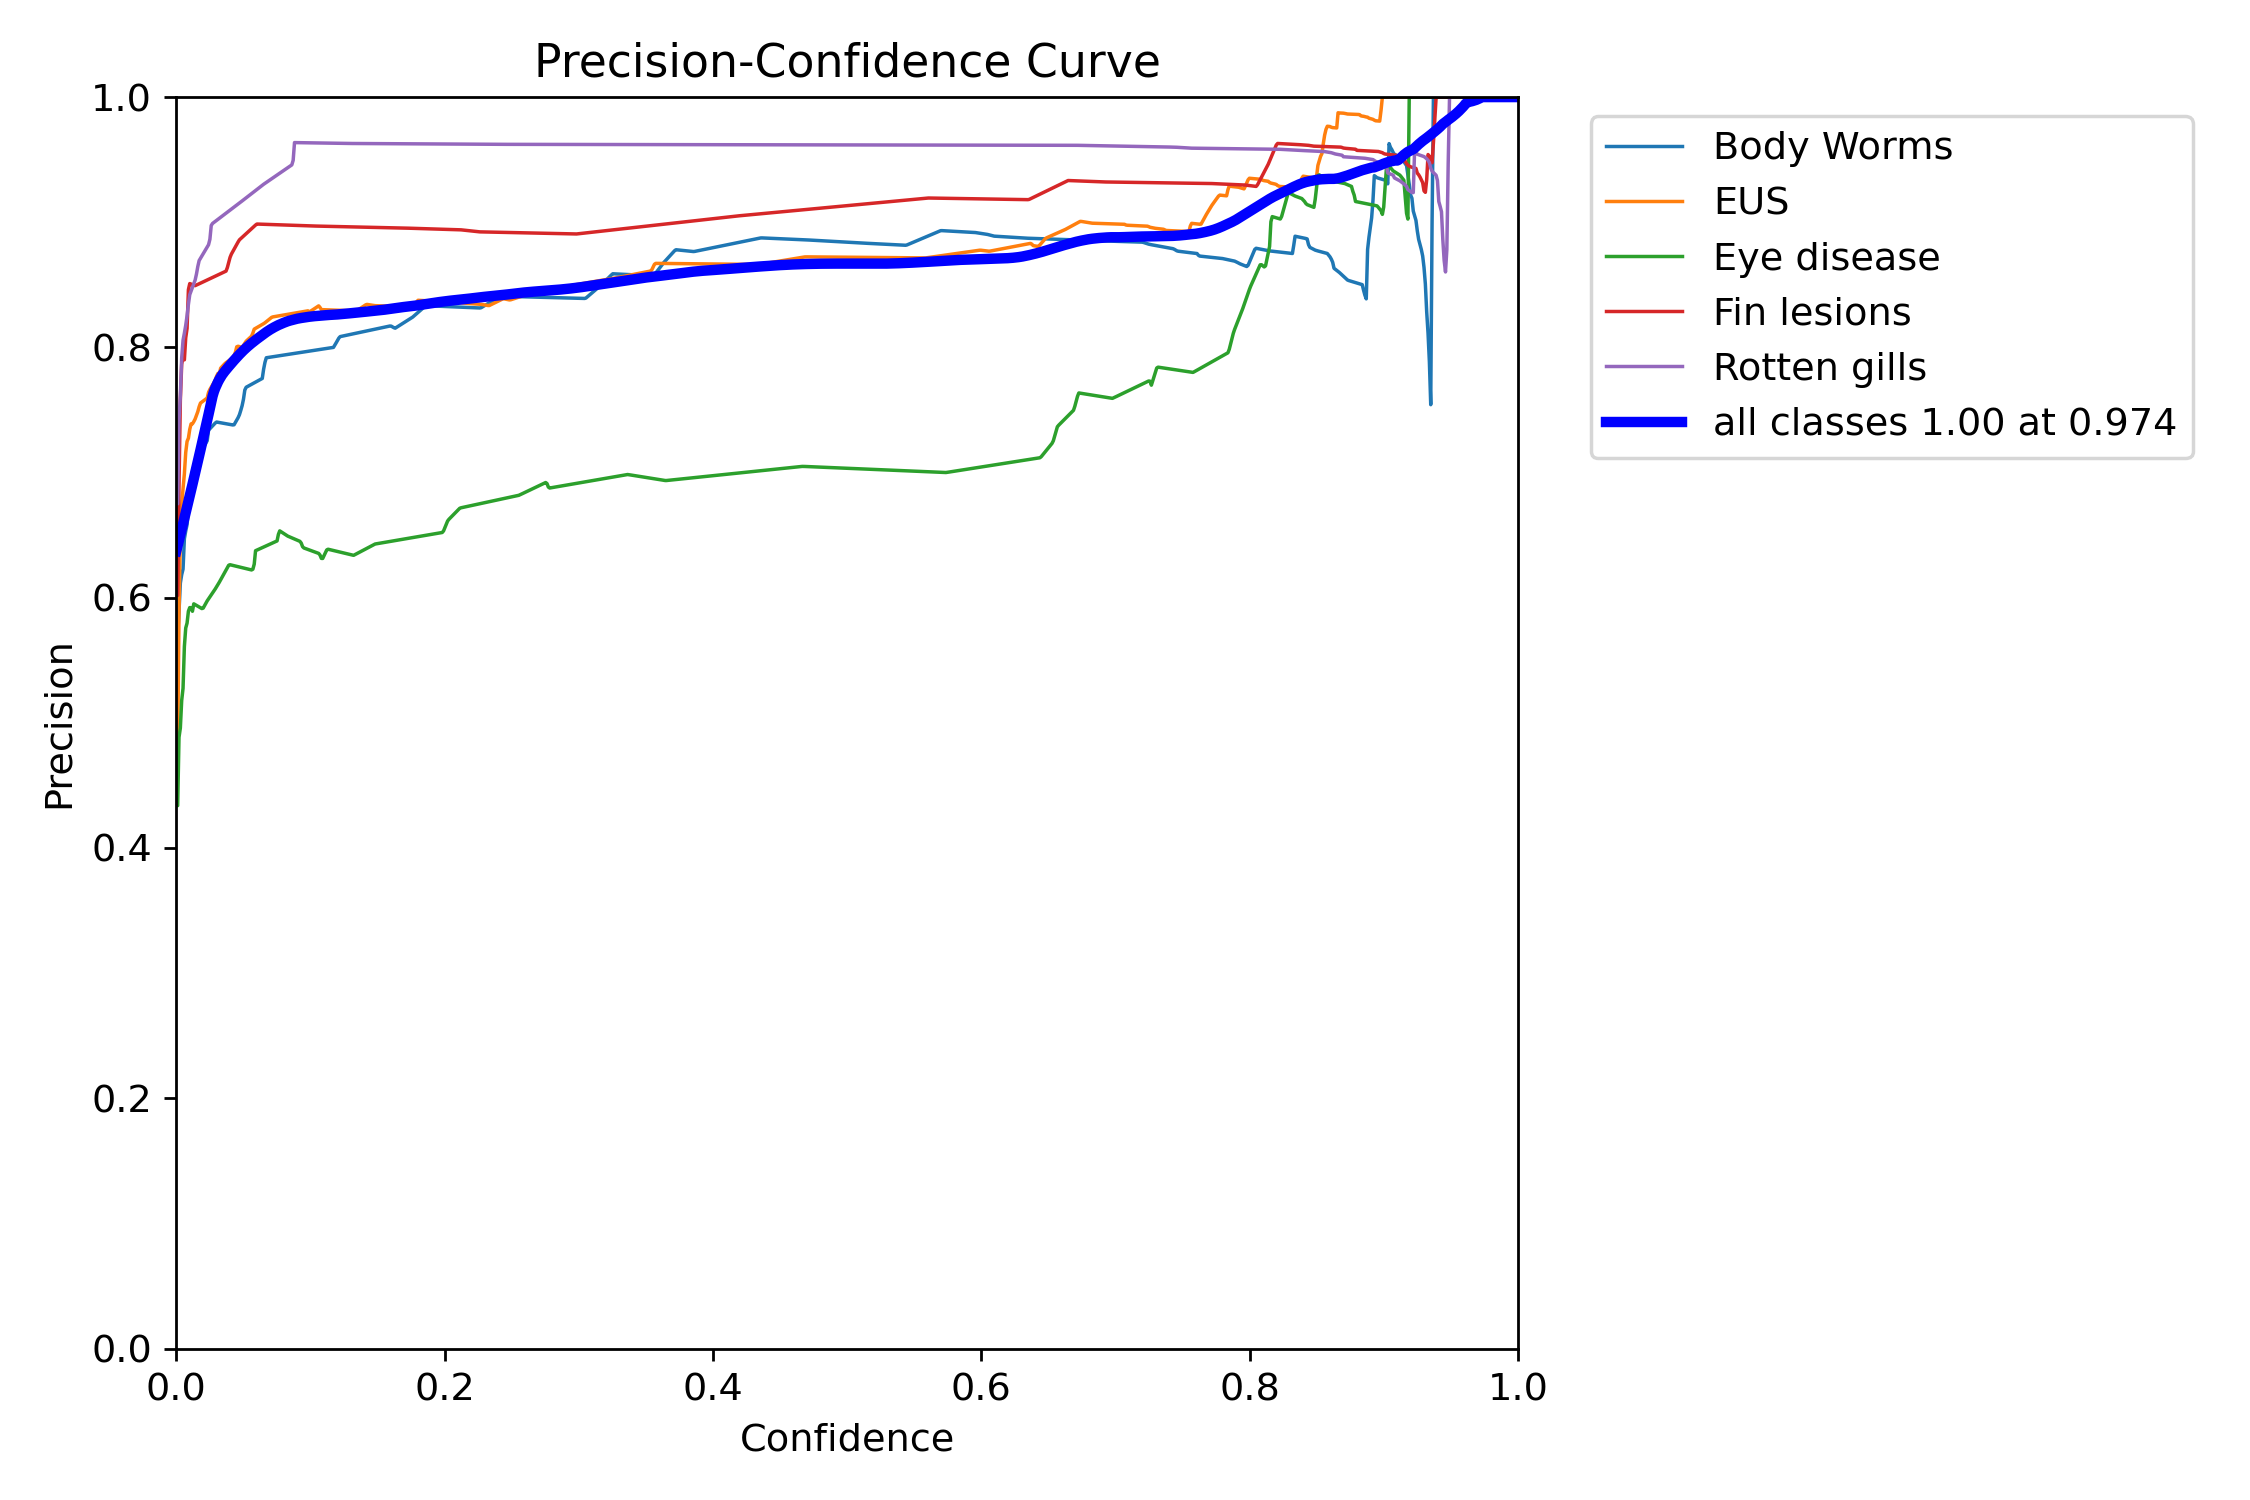 Precision-Confidence Curve
1.0
0.8
0.6
0.4
0.2
0.0
Precision
0.0 0.2 0.4 0.6 0.8 1.0
Confidence
Body Worms
EUS
Eye disease
Fin lesions
Rotten gills
all classes 1.00 at 0.974